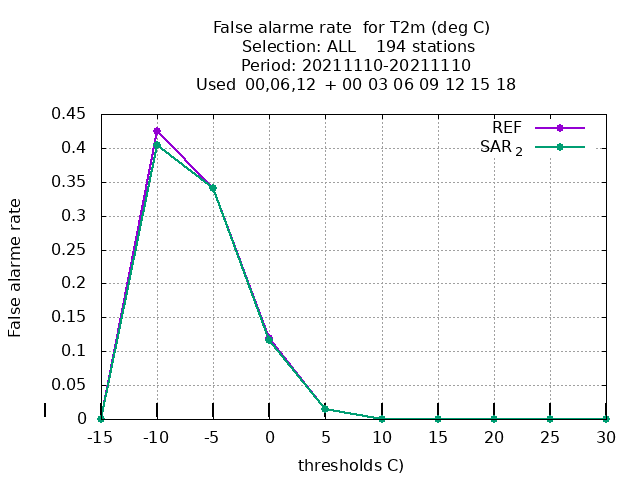 False alarme rate for T2m (deg C)
Selection: ALL 194 stations
Period: 20211110-20211110
Used 00,06,12 + 00 03 06 09 12 15 18
REF
SAR 2
0.45
0.4
0.35
0.3
0.25
0.2
0.15
0.1
0.05
0
False alarme rate
-15 -10 -5 0 5 10 15 20 25 30
thresholds C)